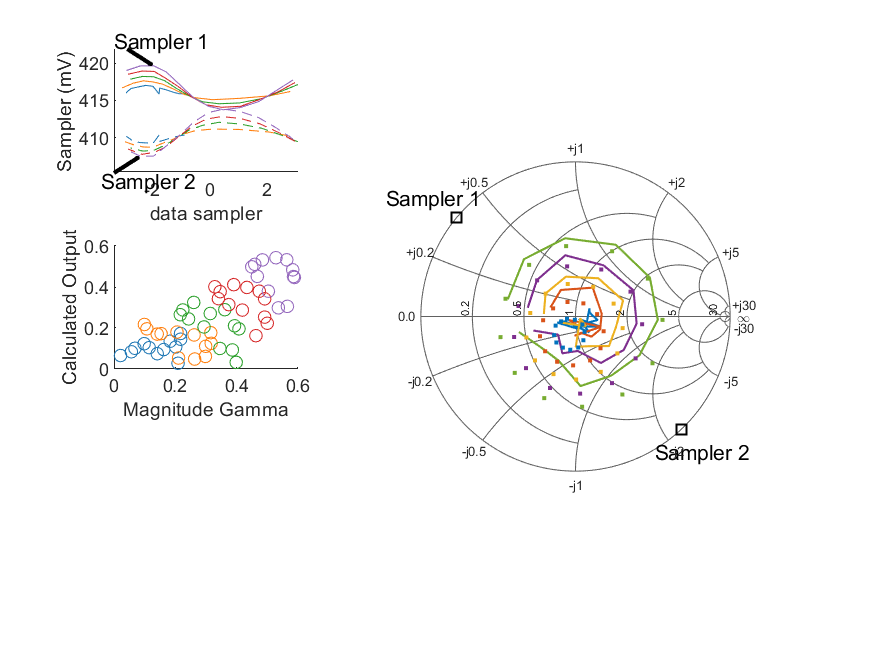 Sampler 1
420
415
410
Sampler (mV)
Sampler 2
-2
0
2
data sampler
0.6
0.4
0.2
0
Calculated Output
0
0.2
0.4
0.6
Magnitude Gamma
+j1
+j0.5
+j2
Sampler 1
+j0.2
+j5
0.0
0.2
0.5
1
2
5
30
+j30
∞
-j30
-j0.2
-j5
-j0.5
-j2
Sampler 2
-j1